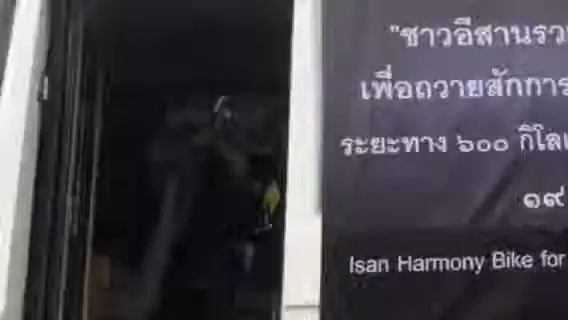 "ชาวอีสานรว
เพื่อถวายสักการ
ระยะทาง ๖๐๐ กิโล
๑๙
Isan Harmony Bike for